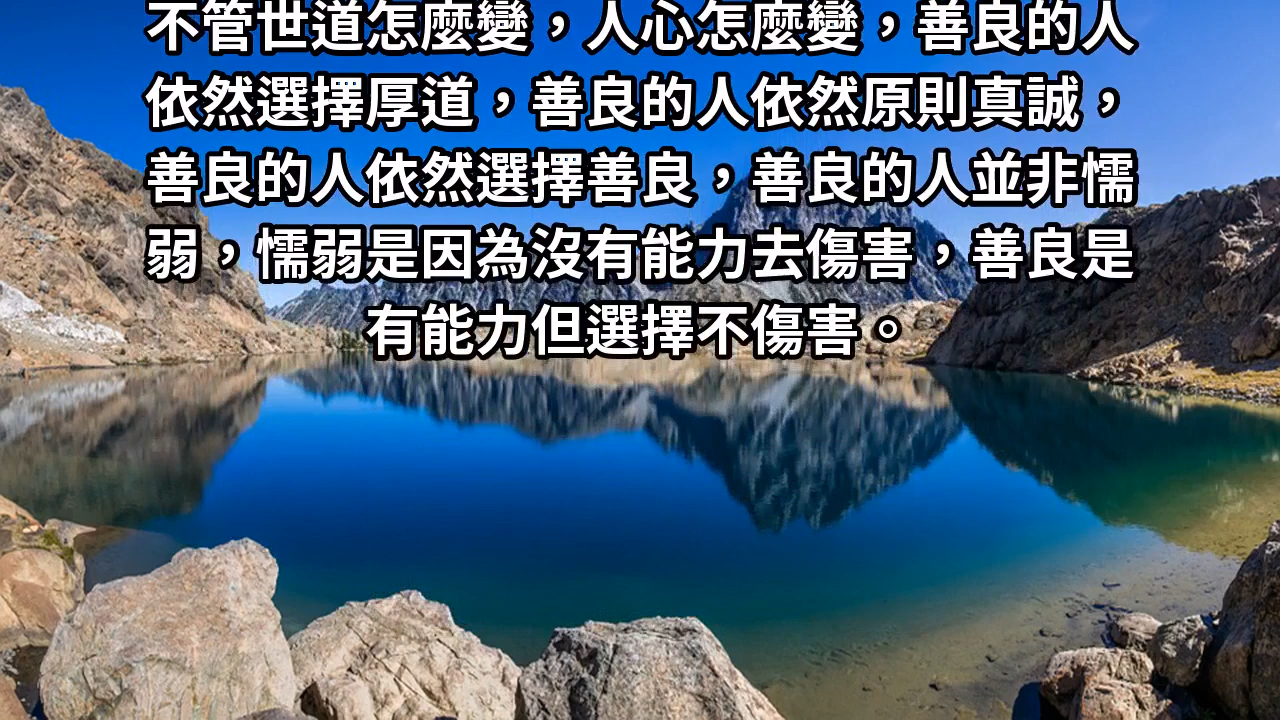 不管世道怎麼變，人心怎麼變，善良的人
依然選擇厚道，善良的人依然原則真誠，
善良的人依然選擇善良，善良的人並非懦
弱，懦弱是因為沒有能力去傷害，善良是
有能力但選擇不傷害。